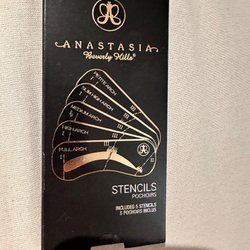 ANASTASIA
Beverly Hills®
PETITE ARCH
SLIM HIGH ARCH
MEDIUM ARCH
HIGH ARCH
FULL ARCH
STENCILS
POCHOIRS
INCLUDES 5 STENCILS
5 POCHOIRS INCLUS